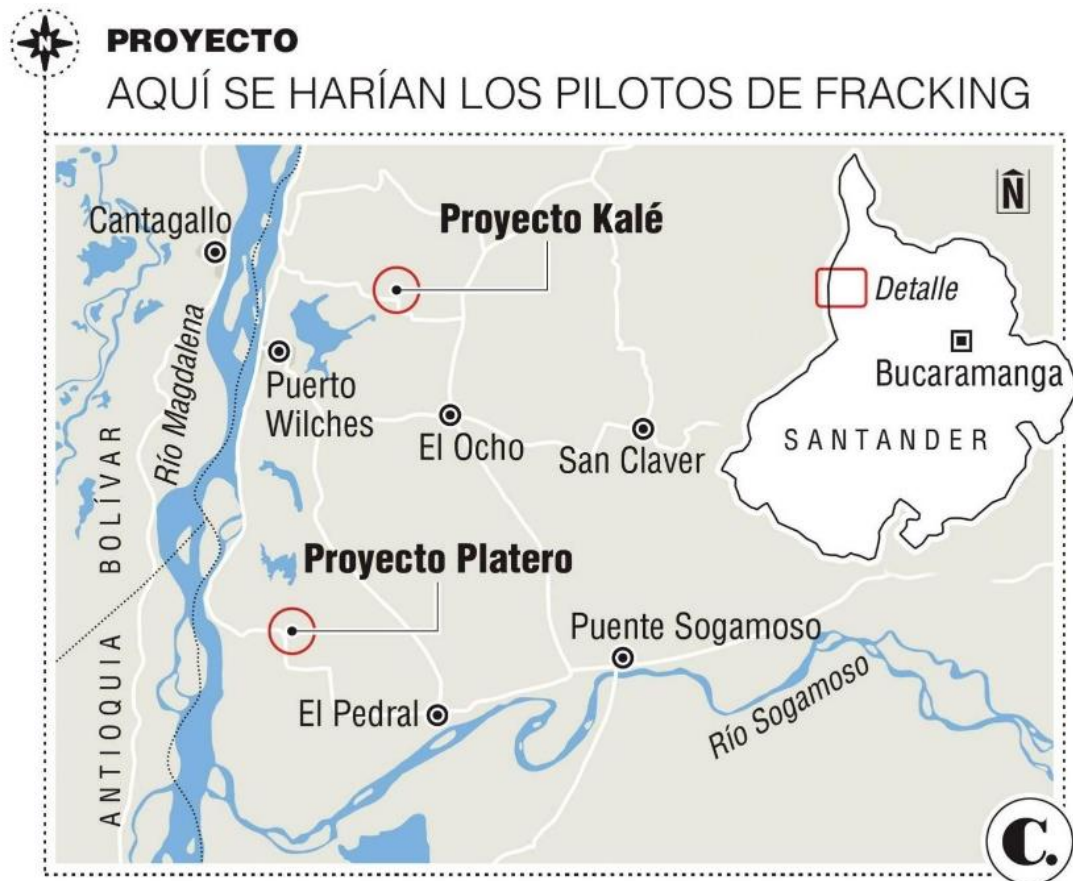 N
PROYECTO
AQUÍ SE HARÍAN LOS PILOTOS DE FRACKING
N
Cantagallo
Proyecto Kalé
Detalle
Río Magdalena
Puerto
Wilches
Bucaramanga
El Ocho
San Claver
SANTANDER
BOLÍVAR
Proyecto Platero
Puente Sogamoso
ANTIOQUIA
El Pedral
Río Sogamoso
C.